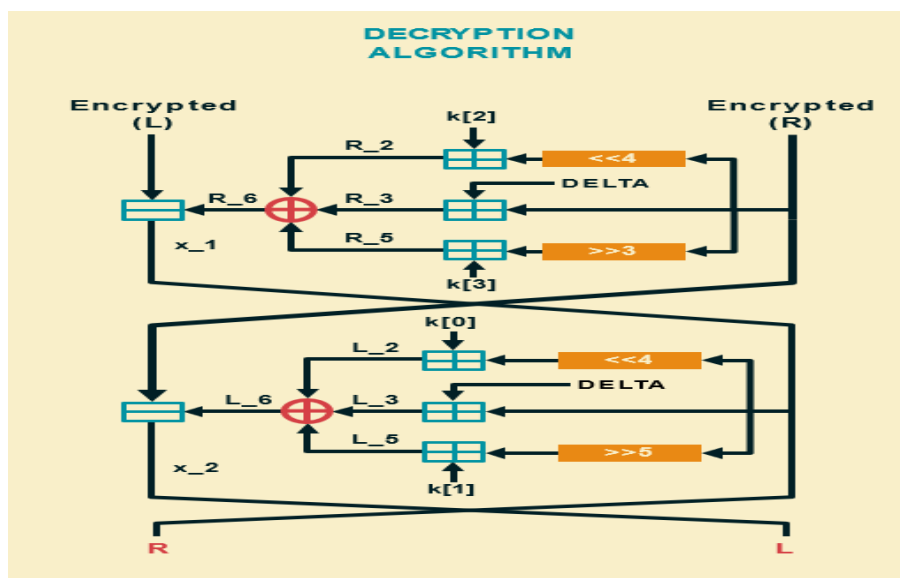 DECRYPTION
ALGORITHM
Encrypted
(L)
Encrypted
(R)
k[2]
R_2
<<4
DELTA
R_6
R_3
x_1
R_5
>>3
k[3]
k[0]
L_2
<<4
DELTA
L_6
L_3
L_5
>>5
x_2
k[1]
R
L